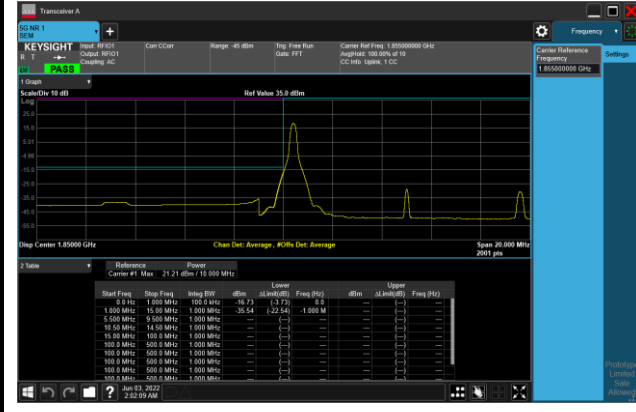 Transceiver A
5G NR 1
SEM
Frequency
KEYSIGHT
R T
PASS
Input: RFIO1
Output: RFIO1
Coupling: AC
Corr CCorr
Range: -45 dBm
Trig: Free Run
Gate: FFT
Carrier Ref Freq: 1.855000000 GHz
AvgHold: 100.00% of 10
CC Info: Uplink, 1 CC
Carrier Reference
Frequency
1.855000000 GHz
Settings
1 Graph
Scale/Div 10 dB
Ref Value 35.0 dBm
Log
25.0
15.0
5.01
-4.99
-15.0
-25.0
-35.0
-45.0
-55.0
Disp Center 1.85000 GHz
Chan Det: Average , #Offs Det: Average
Span 20.000 MHz
2001 pts
2 Table
Reference Power
Carrier #1 Max 21.21 dBm / 10.000 MHz
Lower Upper
Start Freq Stop Freq Integ BW dBm ΔLimit(dB) Freq (Hz) dBm ΔLimit(dB) Freq (Hz)
0.0 Hz 1.000 MHz 100.0 kHz -16.73 (-3.73) 0.0 --- (---) ---
1.000 MHz 15.00 MHz 1.000 MHz -35.54 (-22.54) -1.000 M --- (---) ---
5.500 MHz 9.500 MHz 1.000 MHz --- (---) --- --- (---) ---
10.50 MHz 14.50 MHz 1.000 MHz --- (---) --- --- (---) ---
15.00 MHz 100.0 MHz 1.000 MHz --- (---) --- --- (---) ---
100.0 MHz 500.0 MHz 1.000 MHz --- (---) --- --- (---) ---
100.0 MHz 500.0 MHz 1.000 MHz --- (---) --- --- (---) ---
100.0 MHz 500.0 MHz 1.000 MHz --- (---) --- --- (---) ---
100.0 MHz 500.0 MHz 1.000 MHz --- (---) --- --- (---) ---
100.0 MHz 500.0 MHz 1.000 MHz --- (---) --- --- (---) ---
Jun 03, 2022
2:02:09 AM
Prototype
Limited
Sale
Allowed